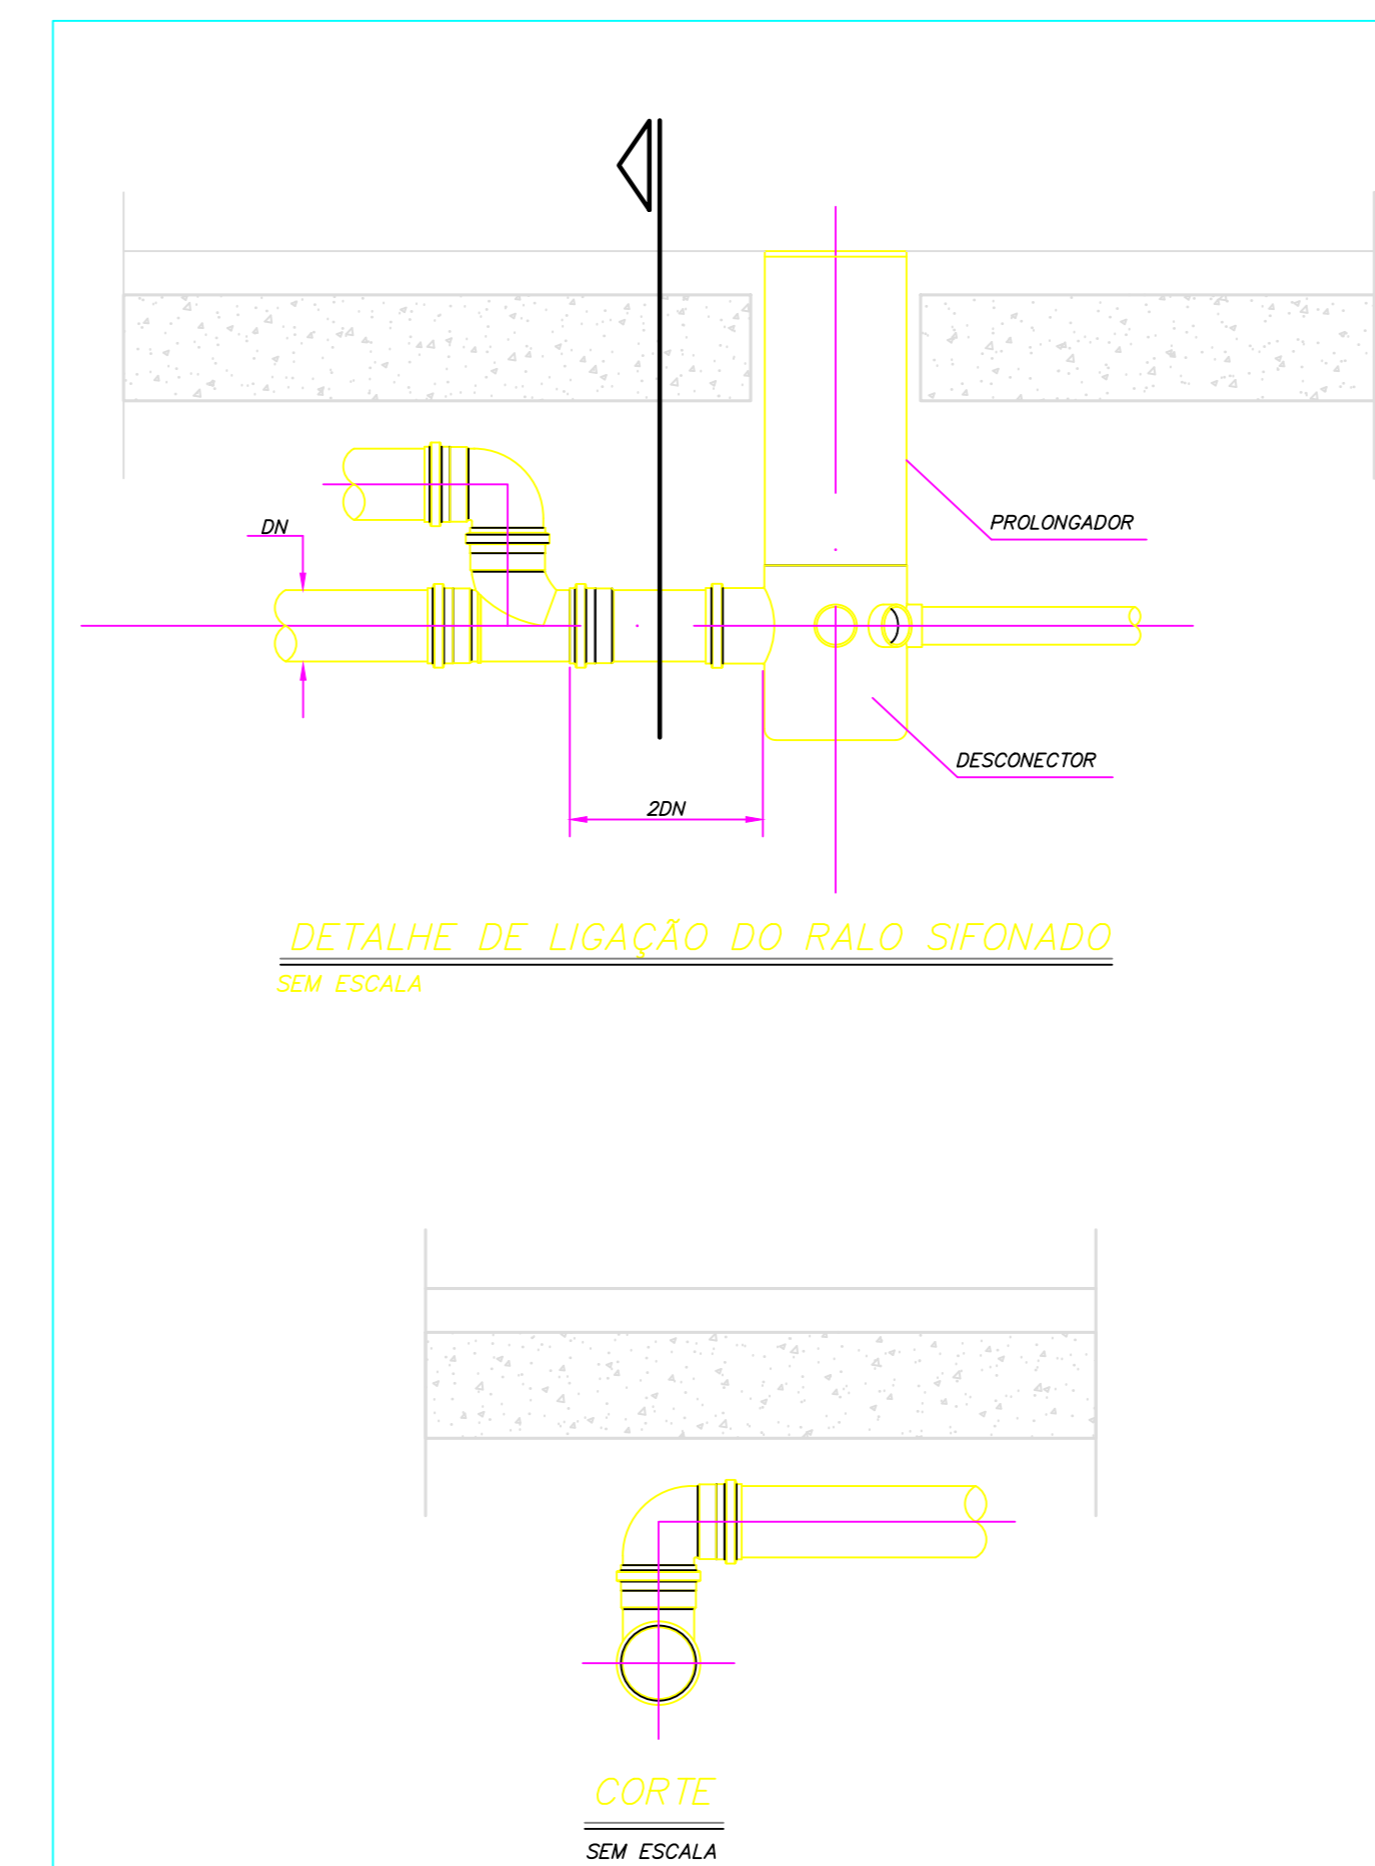 DN
PROLONGADOR
DESCONECTOR
2DN
DETALHE DE LIGAÇÃO DO RALO SIFONADO
SEM ESCALA
CORTE
SEM ESCALA